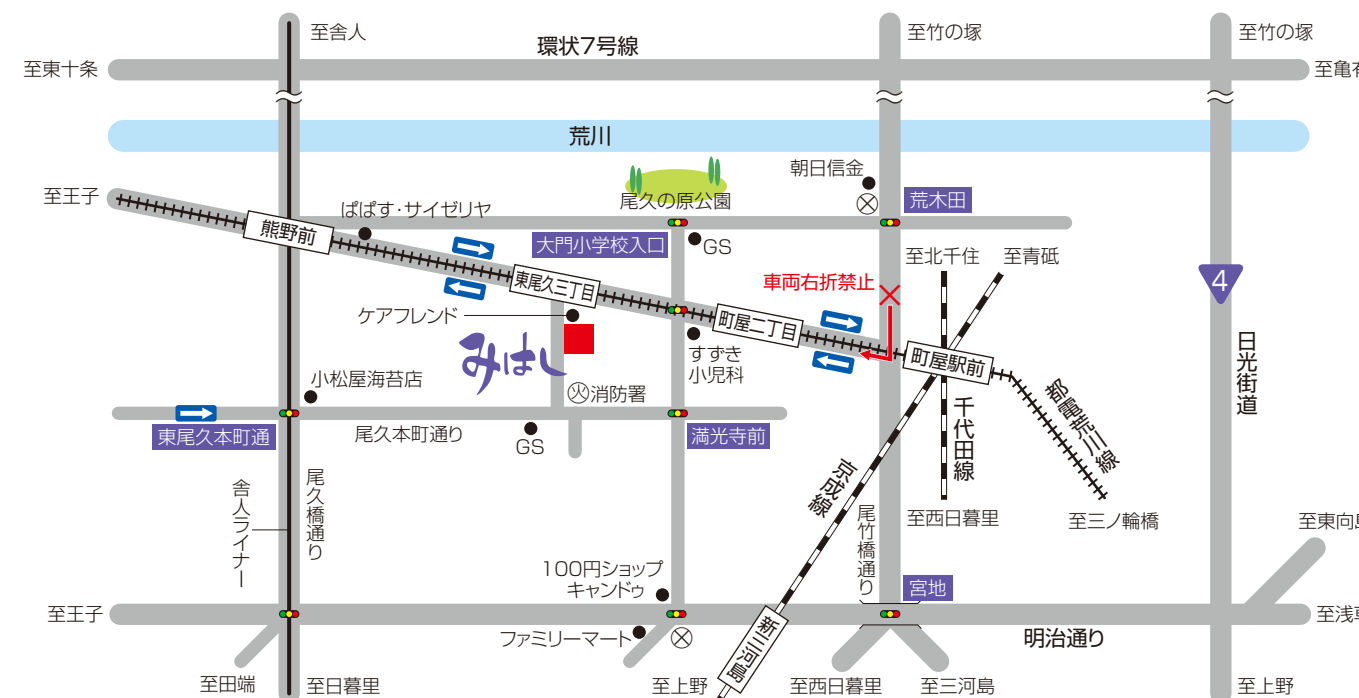 至舎人
至竹の塚
至竹の塚
環状7号線
至東十条
至亀有
荒川
朝日信金
至王子
荒木田
ぱぱす・サイゼリヤ
尾久の原公園
熊野前
大門小学校入口
GS
至北千住
至青砥
車両右折禁止
4
東尾久三丁目
ケアフレンド
町屋二丁目
町屋駅前
みはし
すずき
小児科
日光街道
小松屋海苔店
火消防署
千代田線
都電荒川線
東尾久本町通
尾久本町通り
GS
満光寺前
京成線
尾久橋通り
舎人ライナー
尾竹橋通り
至西日暮里
至三ノ輪橋
至東向島
100円ショップ
キャンドゥ
宮地
至王子
至浅草
ファミリーマート
新三河島
明治通り
至田端
至日暮里
至上野
至西日暮里
至三河島
至上野